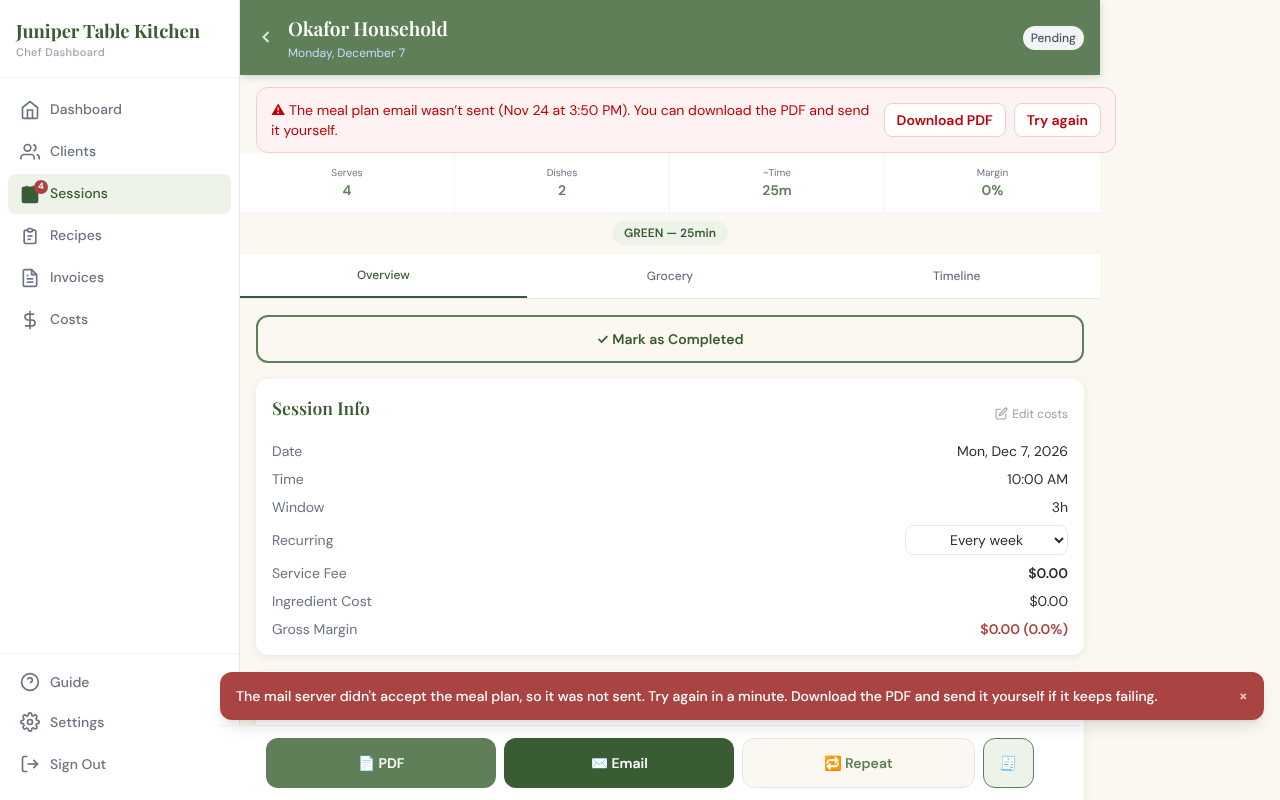 Juniper Table Kitchen
Chef Dashboard
Dashboard
Clients
4
Sessions
Recipes
Invoices
Costs
Guide
Settings
Sign Out
Okafor Household
Monday, December 7
Pending
⚠ The meal plan email wasn't sent (Nov 24 at 3:50 PM). You can download the PDF and send
it yourself.
Download PDF
Try again
Serves
4
Dishes
2
~Time
25m
Margin
0%
GREEN — 25min
Overview
Grocery
Timeline
✓ Mark as Completed
Session Info
Edit costs
Date
Mon, Dec 7, 2026
Time
10:00 AM
Window
3h
Recurring
Every week
Service Fee
$0.00
Ingredient Cost
$0.00
Gross Margin
$0.00 (0.0%)
The mail server didn't accept the meal plan, so it was not sent. Try again in a minute. Download the PDF and send it yourself if it keeps failing.
×
PDF
Email
Repeat